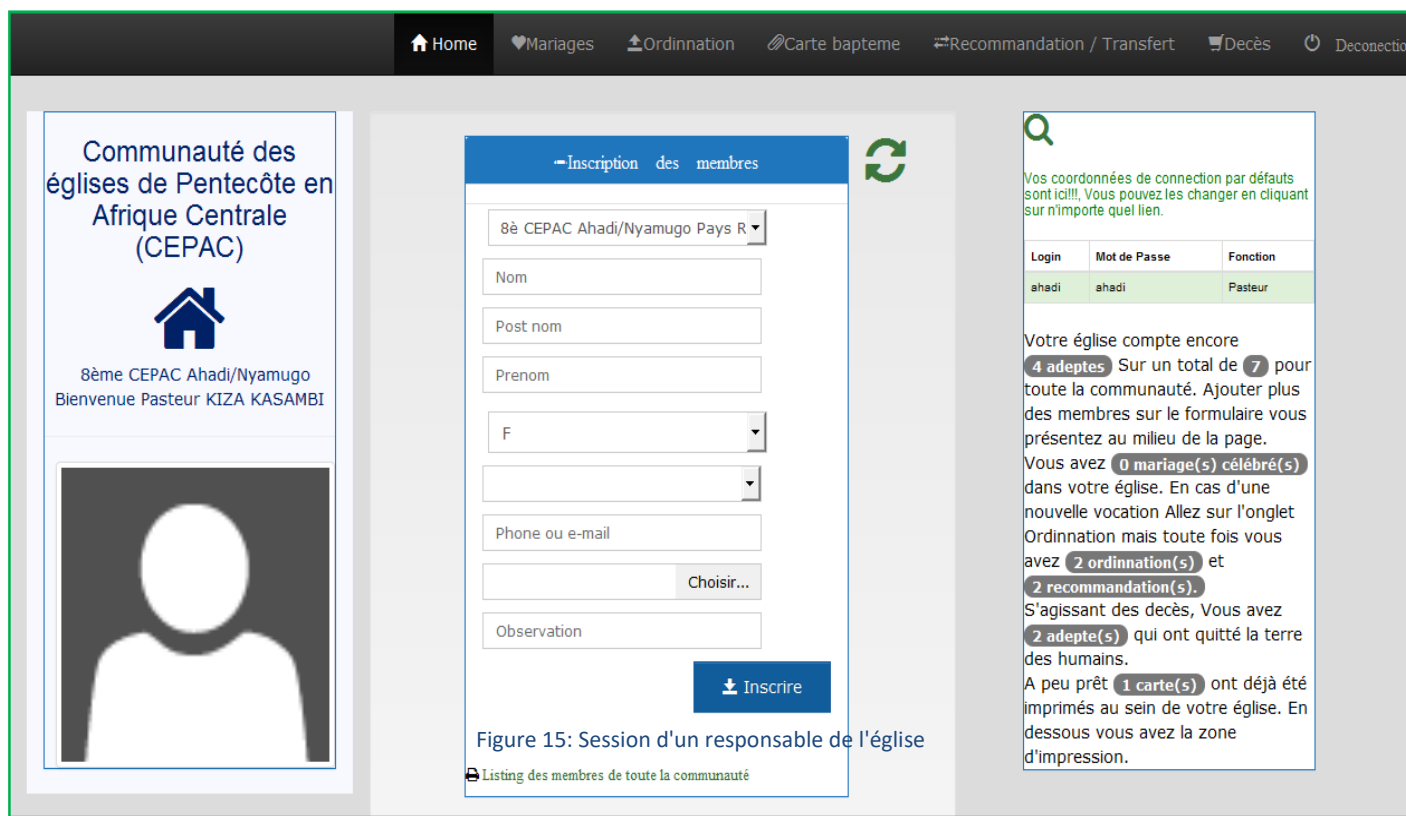 Home Mariages Ordinnation Carte bapteme Recommandation / Transfert Decès Deconectio
Communauté des
églises de Pentecôte en
Afrique Centrale
(CEPAC)
8ème CEPAC Ahadi/Nyamugo
Bienvenue Pasteur KIZA KASAMBI
Inscription des membres
8è CEPAC Ahadi/Nyamugo Pays R
Nom
Post nom
Prenom
F
Phone ou e-mail
Choisir...
Observation
Inscrire
Figure 15: Session d'un responsable de l'église
Listing des membres de toute la communauté
Vos coordonnées de connection par défauts
sont ici!!!, Vous pouvez les changer en cliquant
sur n'importe quel lien.
Login Mot de Passe Fonction
ahadi ahadi Pasteur
Votre église compte encore
4 adeptes Sur un total de 7 pour
toute la communauté. Ajouter plus
des membres sur le formulaire vous
présentez au milieu de la page.
Vous avez 0 mariage(s) célébré(s)
dans votre église. En cas d'une
nouvelle vocation Allez sur l'onglet
Ordinnation mais toute fois vous
avez 2 ordinnation(s) et
2 recommandation(s).
S'agissant des decès, Vous avez
2 adepte(s) qui ont quitté la terre
des humains.
A peu prêt 1 carte(s) ont déjà été
imprimés au sein de votre église. En
dessous vous avez la zone
d'impression.